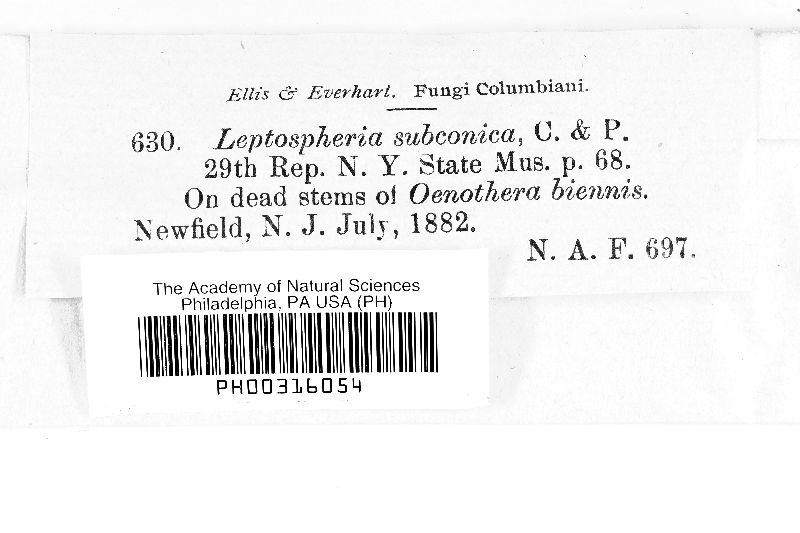 Ellis & Everhart. Fungi Columbiani.
630. Leptospheria subconica, C. & P.
29th Rep. N. Y. State Mus. p. 68.
On dead stems of Oenothera biennis.
Newfield, N. J. July, 1882.
N. A. F. 697.
The Academy of Natural Sciences
Philadelphia, PA USA (PH)
PH00316054